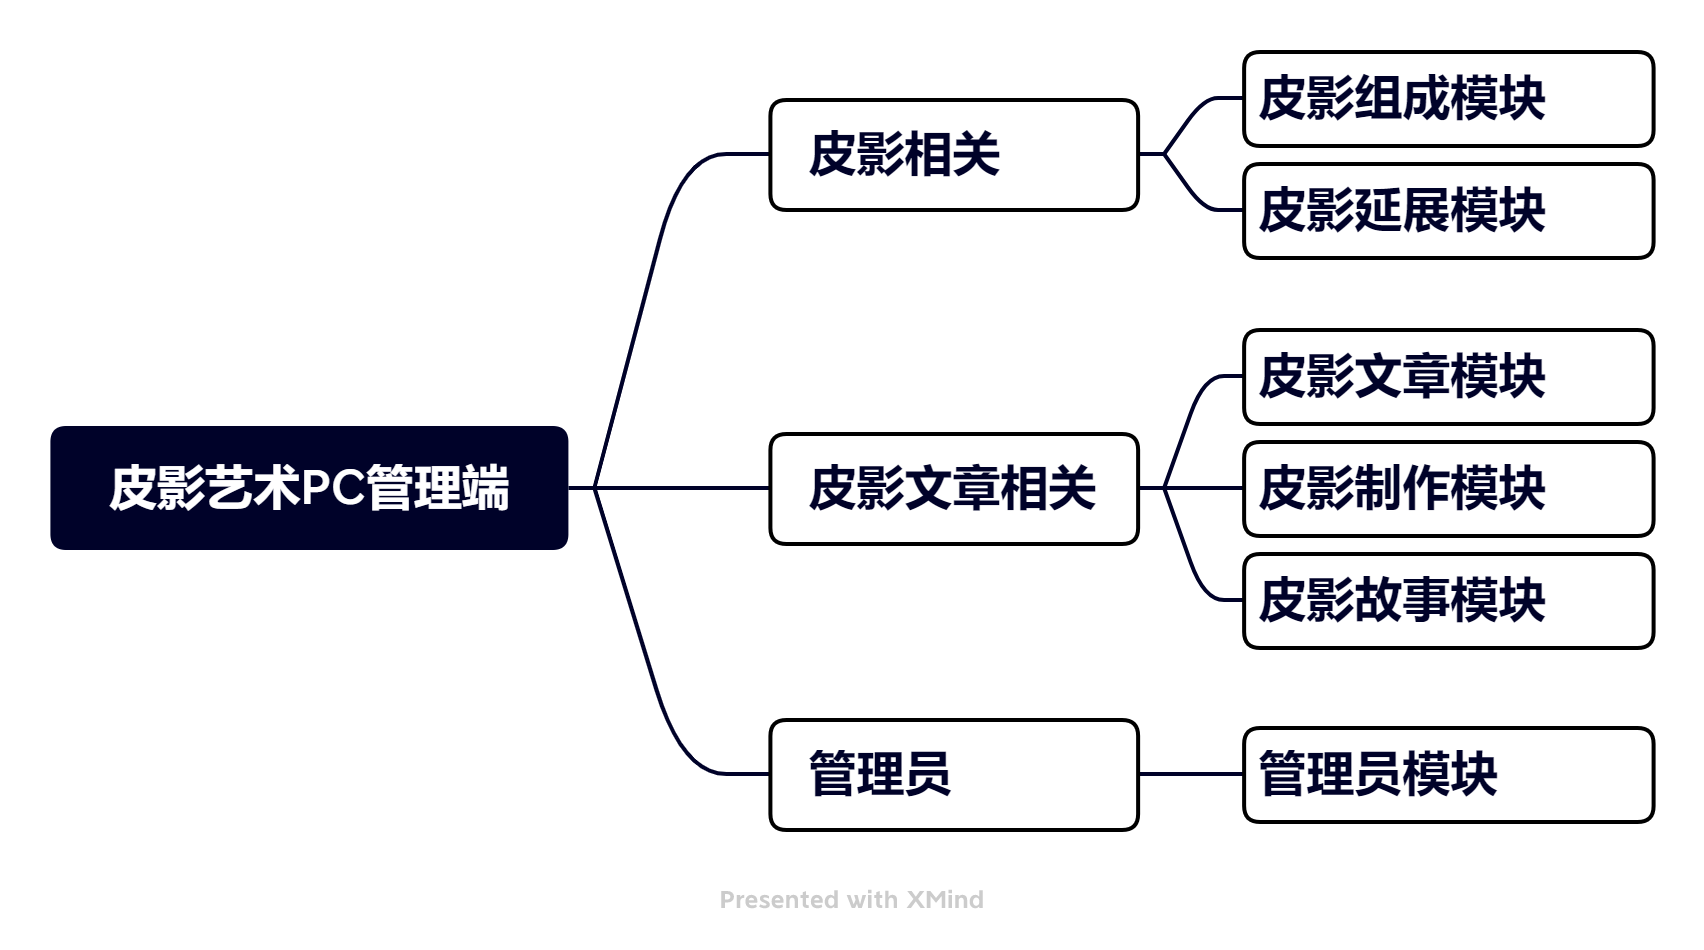 皮影艺术PC管理端
皮影相关
皮影组成模块
皮影延展模块
皮影文章相关
皮影文章模块
皮影制作模块
皮影故事模块
管理员
管理员模块
Presented with XMind